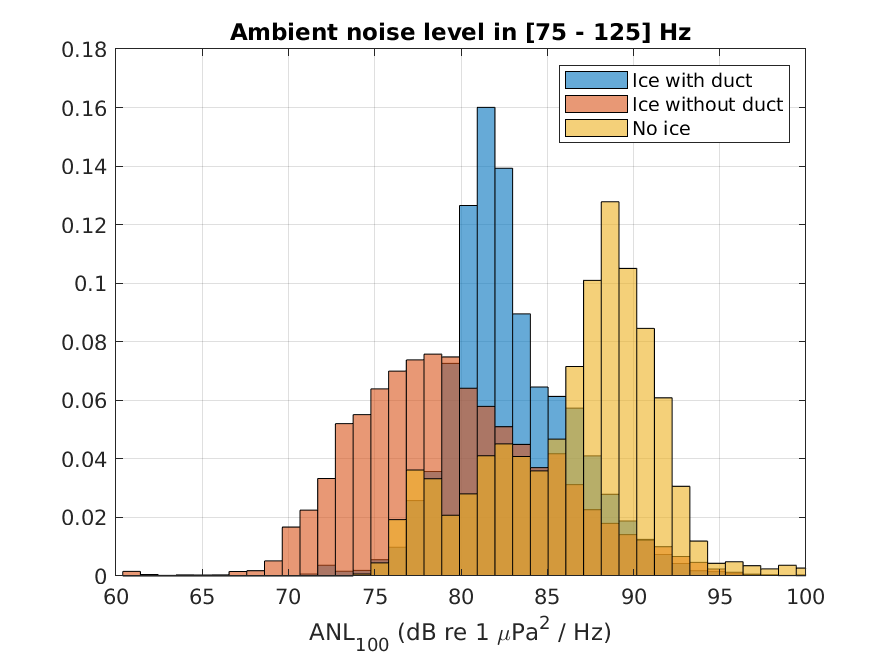 Ambient noise level in [75 - 125] Hz
0.18
0.16
0.14
0.12
0.1
0.08
0.06
0.04
0.02
0
Ice with duct
Ice without duct
No ice
60 65 70 75 80 85 90 95 100
ANL₁₀₀ (dB re 1 μPa² / Hz)